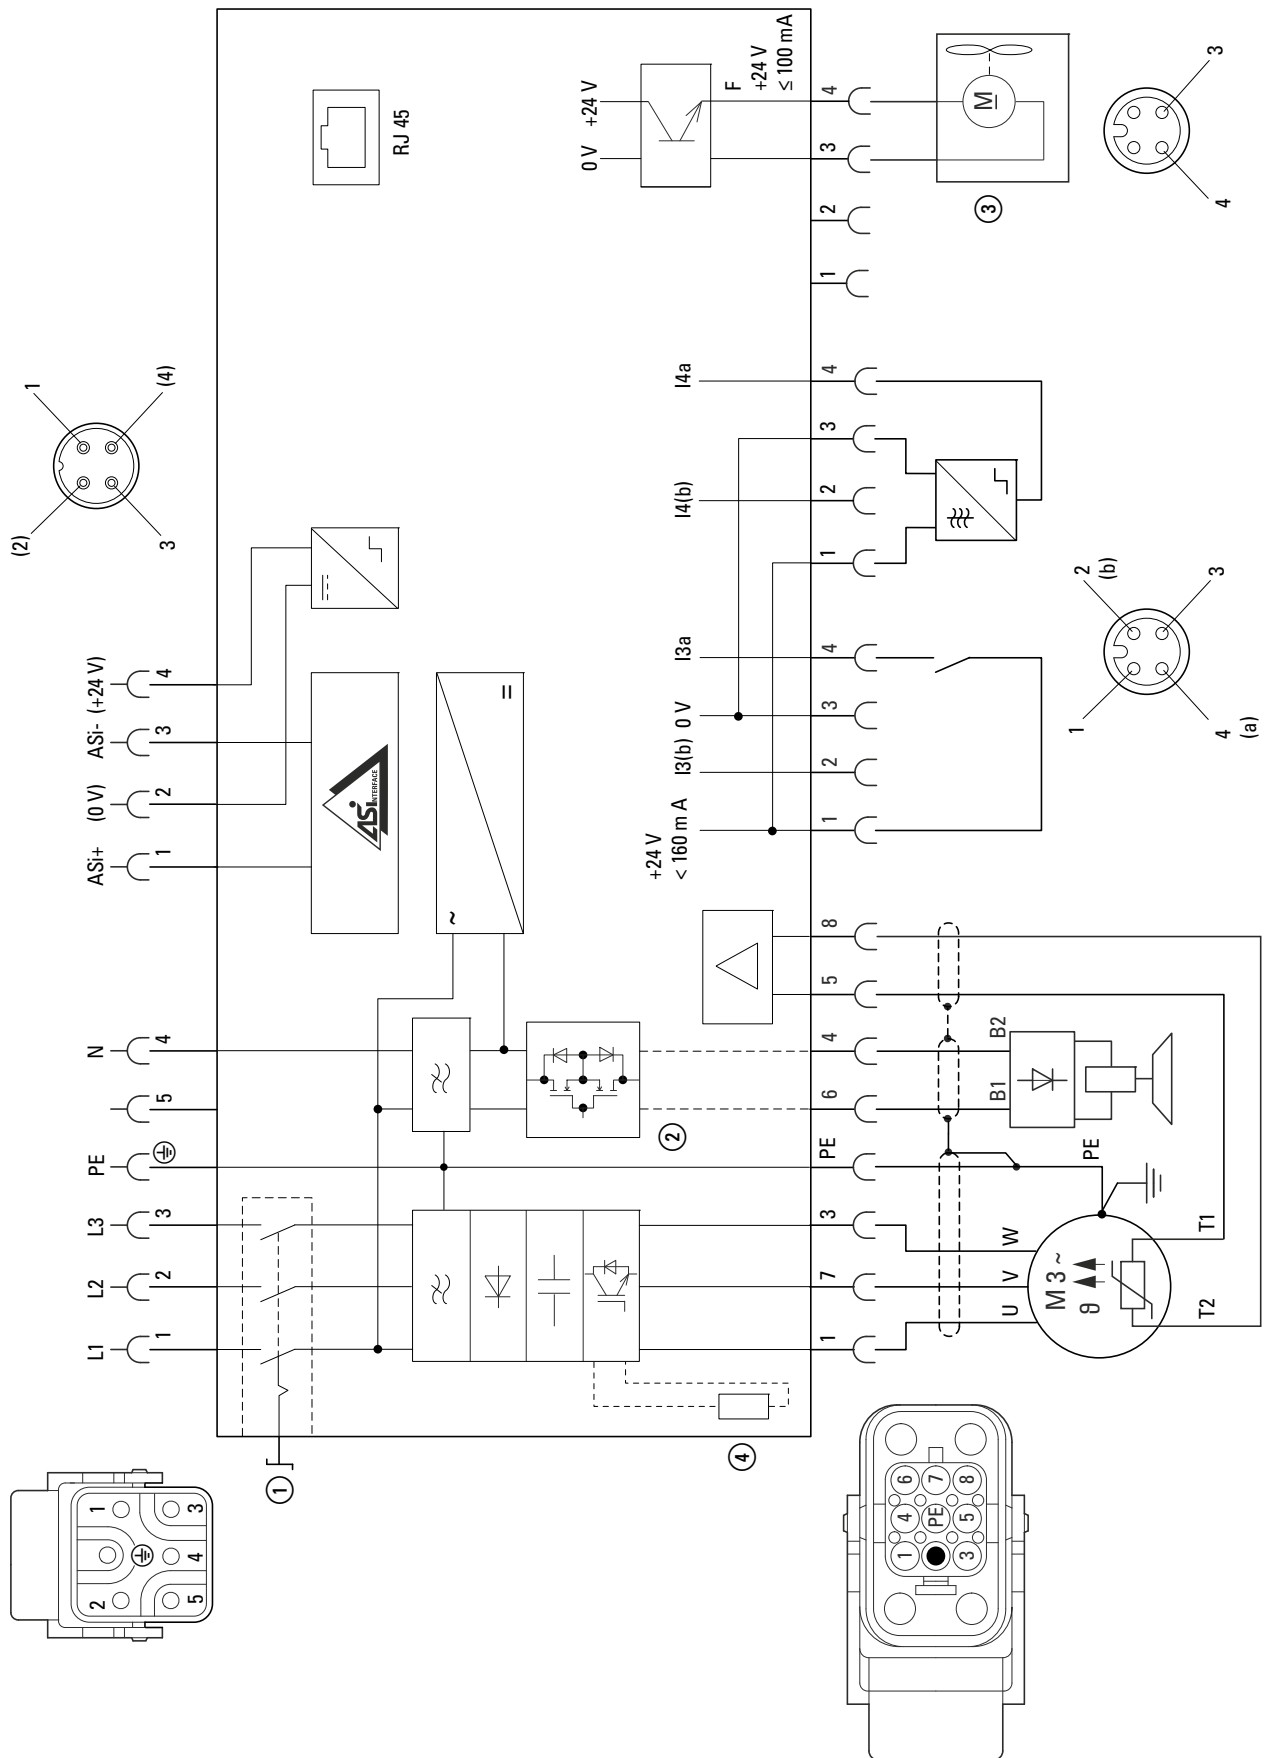 L1
L2
L3
PE
N
ASi+
(0 V)
ASi-
(+24 V)
1
2
3
5
4
1
2
3
4
(2)
1
3
(4)
ASi
INTERFACE
~
=
RJ 45
1
2
4
+24 V
< 160 m A
I3(b)
0 V
I3a
I4(b)
I4a
0 V
+24 V
F
+24 V
≤ 100 mA
1
7
3
PE
6
4
5
8
1
2
3
4
1
2
3
4
1
2
3
4
U
V
W
PE
B1
B2
M 3 ~
ϑ
T2
T1
M
3
1
2
(b)
4
(a)
3
4
3
2
1
5
4
3
1
4
6
PE
7
3
5
8